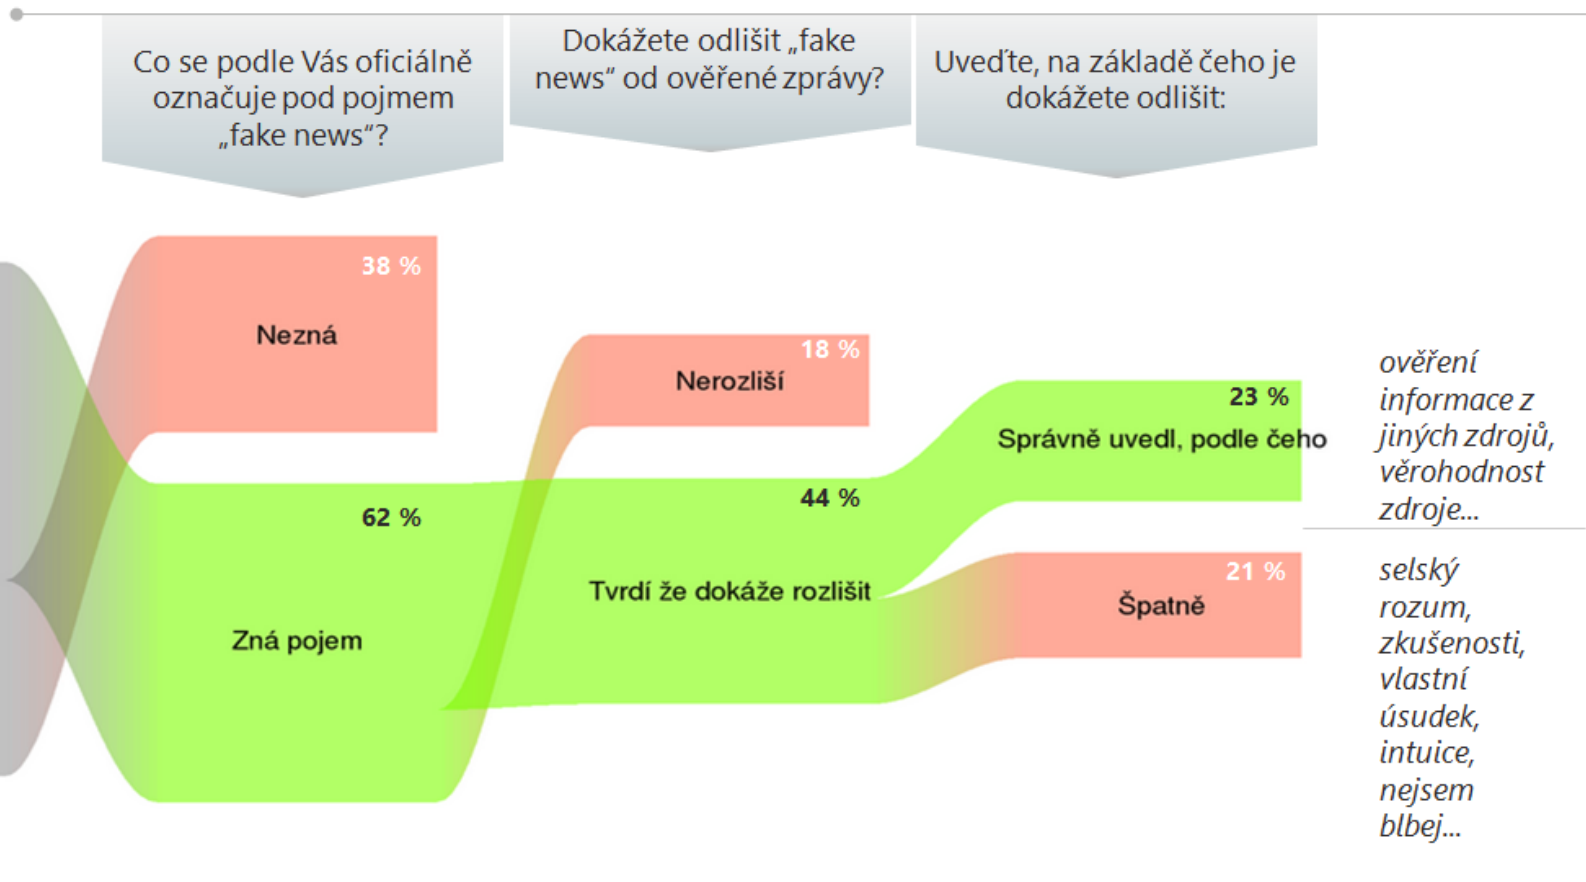 Co se podle Vás oficiálně
označuje pod pojmem
„fake news“?
Dokážete odlišit „fake
news“ od ověřené zprávy?
Uveďte, na základě čeho je
dokážete odlišit:
38 %
Nezná
62 %
Zná pojem
18 %
Nerozliší
44 %
Tvrdí že dokáže rozlišit
23 %
Správně uvedl, podle čeho
21 %
Špatně
ověření
informace z
jiných zdrojů,
věrohodnost
zdroje...
selský
rozum,
zkušenosti,
vlastní
úsudek,
intuice,
nejsem
blbej...